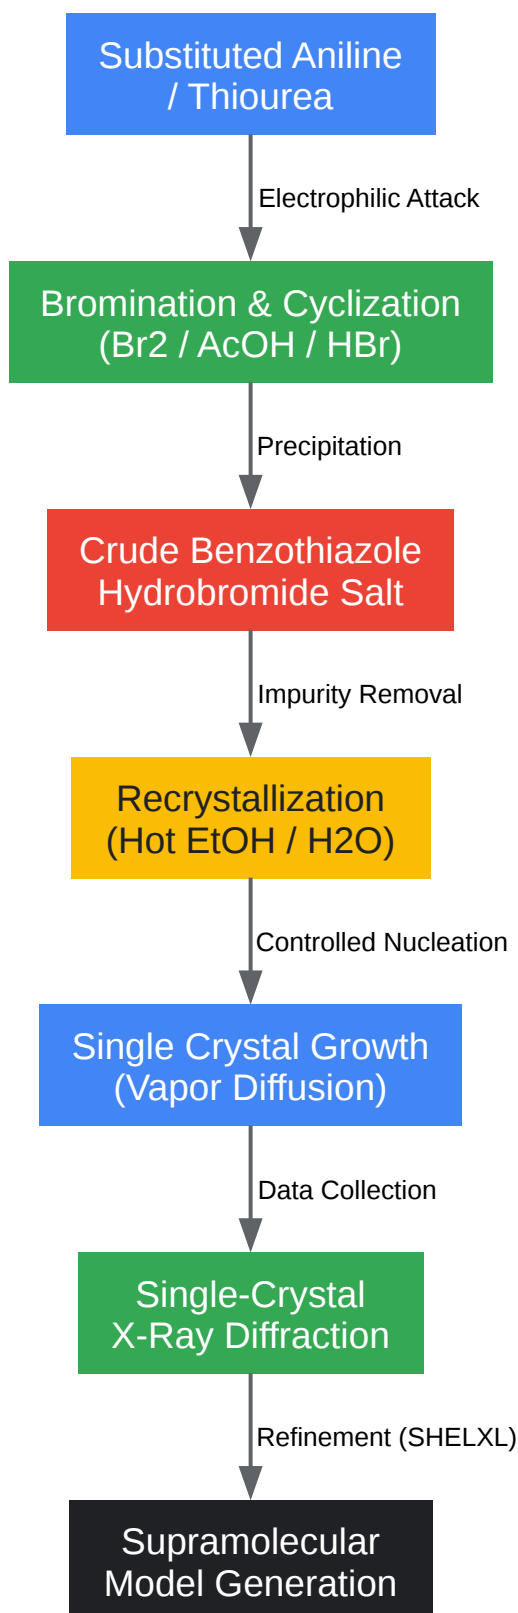 Substituted Aniline
/ Thiourea
Electrophilic Attack
Bromination & Cyclization
(Br2 / AcOH / HBr)
Precipitation
Crude Benzothiazole
Hydrobromide Salt
Impurity Removal
Recrystallization
(Hot EtOH / H2O)
Controlled Nucleation
Single Crystal Growth
(Vapor Diffusion)
Data Collection
Single-Crystal
X-Ray Diffraction
Refinement (SHELXL)
Supramolecular
Model Generation